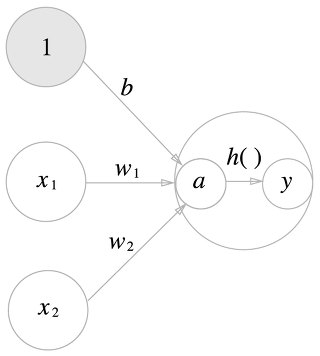 1
b
x₁
w₁
a
h( )
y
w₂
x₂